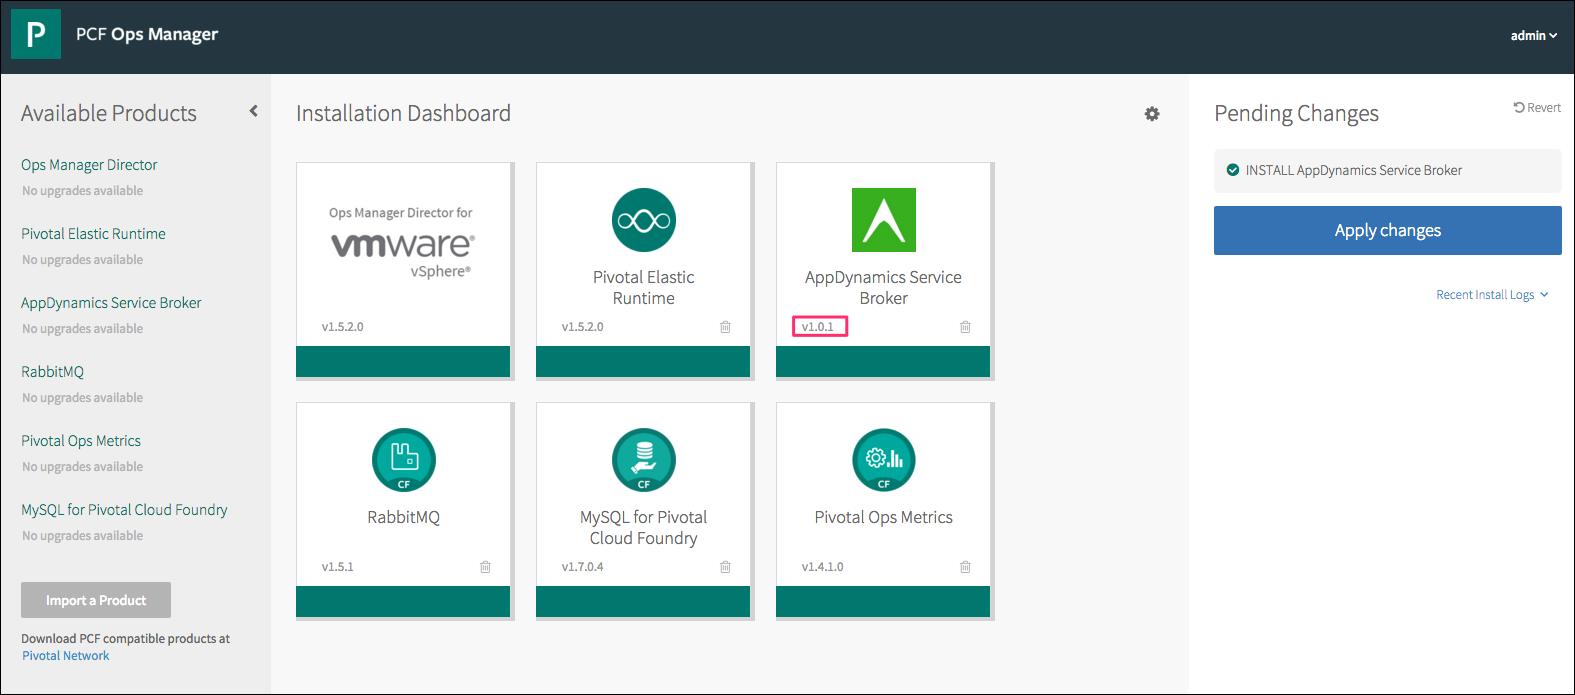 P
PCF Ops Manager
admin
Available Products
Ops Manager Director
No upgrades available
Pivotal Elastic Runtime
No upgrades available
AppDynamics Service Broker
No upgrades available
RabbitMQ
No upgrades available
Pivotal Ops Metrics
No upgrades available
MySQL for Pivotal Cloud Foundry
No upgrades available
Import a Product
Download PCF compatible products at
Pivotal Network
Installation Dashboard
Ops Manager Director for
vmware®
vSphere®
v1.5.2.0
Pivotal Elastic
Runtime
v1.5.2.0
AppDynamics Service
Broker
v1.0.1
CF
RabbitMQ
v1.5.1
CF
MySQL for Pivotal
Cloud Foundry
v1.7.0.4
CF
Pivotal Ops Metrics
v1.4.1.0
Pending Changes
Revert
INSTALL AppDynamics Service Broker
Apply changes
Recent Install Logs